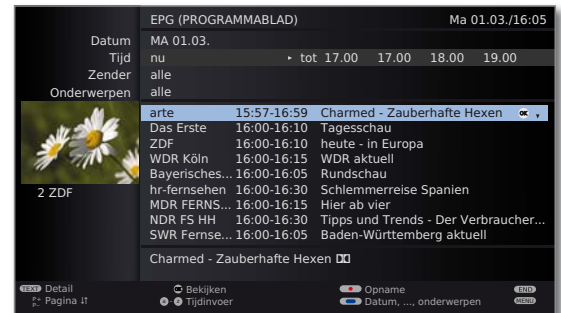 EPG (PROGRAMMABLAD) Ma 01.03./16:05
Datum MA 01.03.
Tijd nu ▸ tot 17.00 17.00 18.00 19.00
Zender alle
Onderwerpen alle
arte 15:57-16:59 Charmed - Zauberhafte Hexen OK
Das Erste 16:00-16:10 Tagesschau
ZDF 16:00-16:10 heute - in Europa
WDR Köln 16:00-16:15 WDR aktuell
Bayerisches... 16:00-16:05 Rundschau
hr-fernsehen 16:00-16:30 Schlemmerreise Spanien
MDR FERNS... 16:00-16:15 Hier ab vier
NDR FS HH 16:00-16:30 Tipps und Trends - Der Verbraucher...
SWR Fernse... 16:00-16:05 Baden-Württemberg aktuell
2 ZDF
Charmed - Zauberhafte Hexen
TEXT Detail OK Bekijken Opname END
P+ P- Pagina Tijdinvoer Datum, ..., onderwerpen MENU